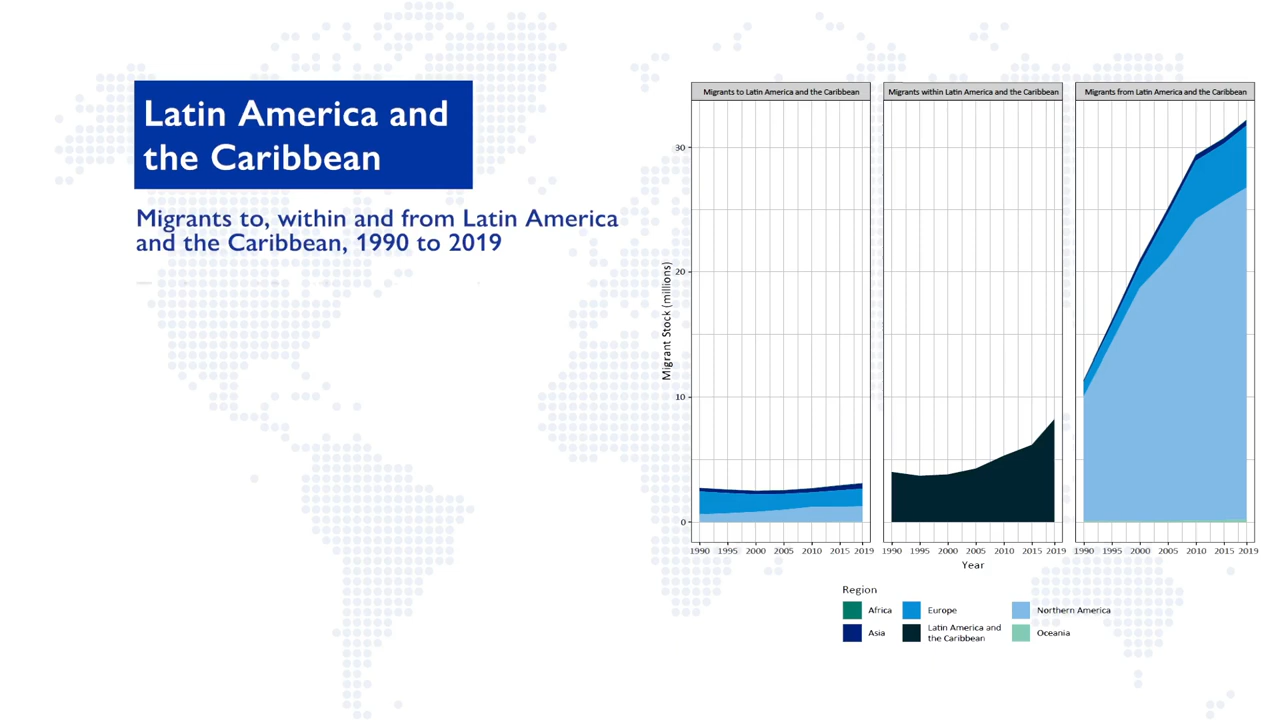 Latin America and
the Caribbean
Migrants to, within and from Latin America
and the Caribbean, 1990 to 2019
Migrants to Latin America and the Caribbean
Migrants within Latin America and the Caribbean
Migrants from Latin America and the Caribbean
Migrant Stock (millions)
30
20
10
0
1990 1995 2000 2005 2010 2015 2019
1990 1995 2000 2005 2010 2015 2019
1990 1995 2000 2005 2010 2015 2019
Year
Region
Africa
Europe
Northern America
Asia
Latin America and
the Caribbean
Oceania